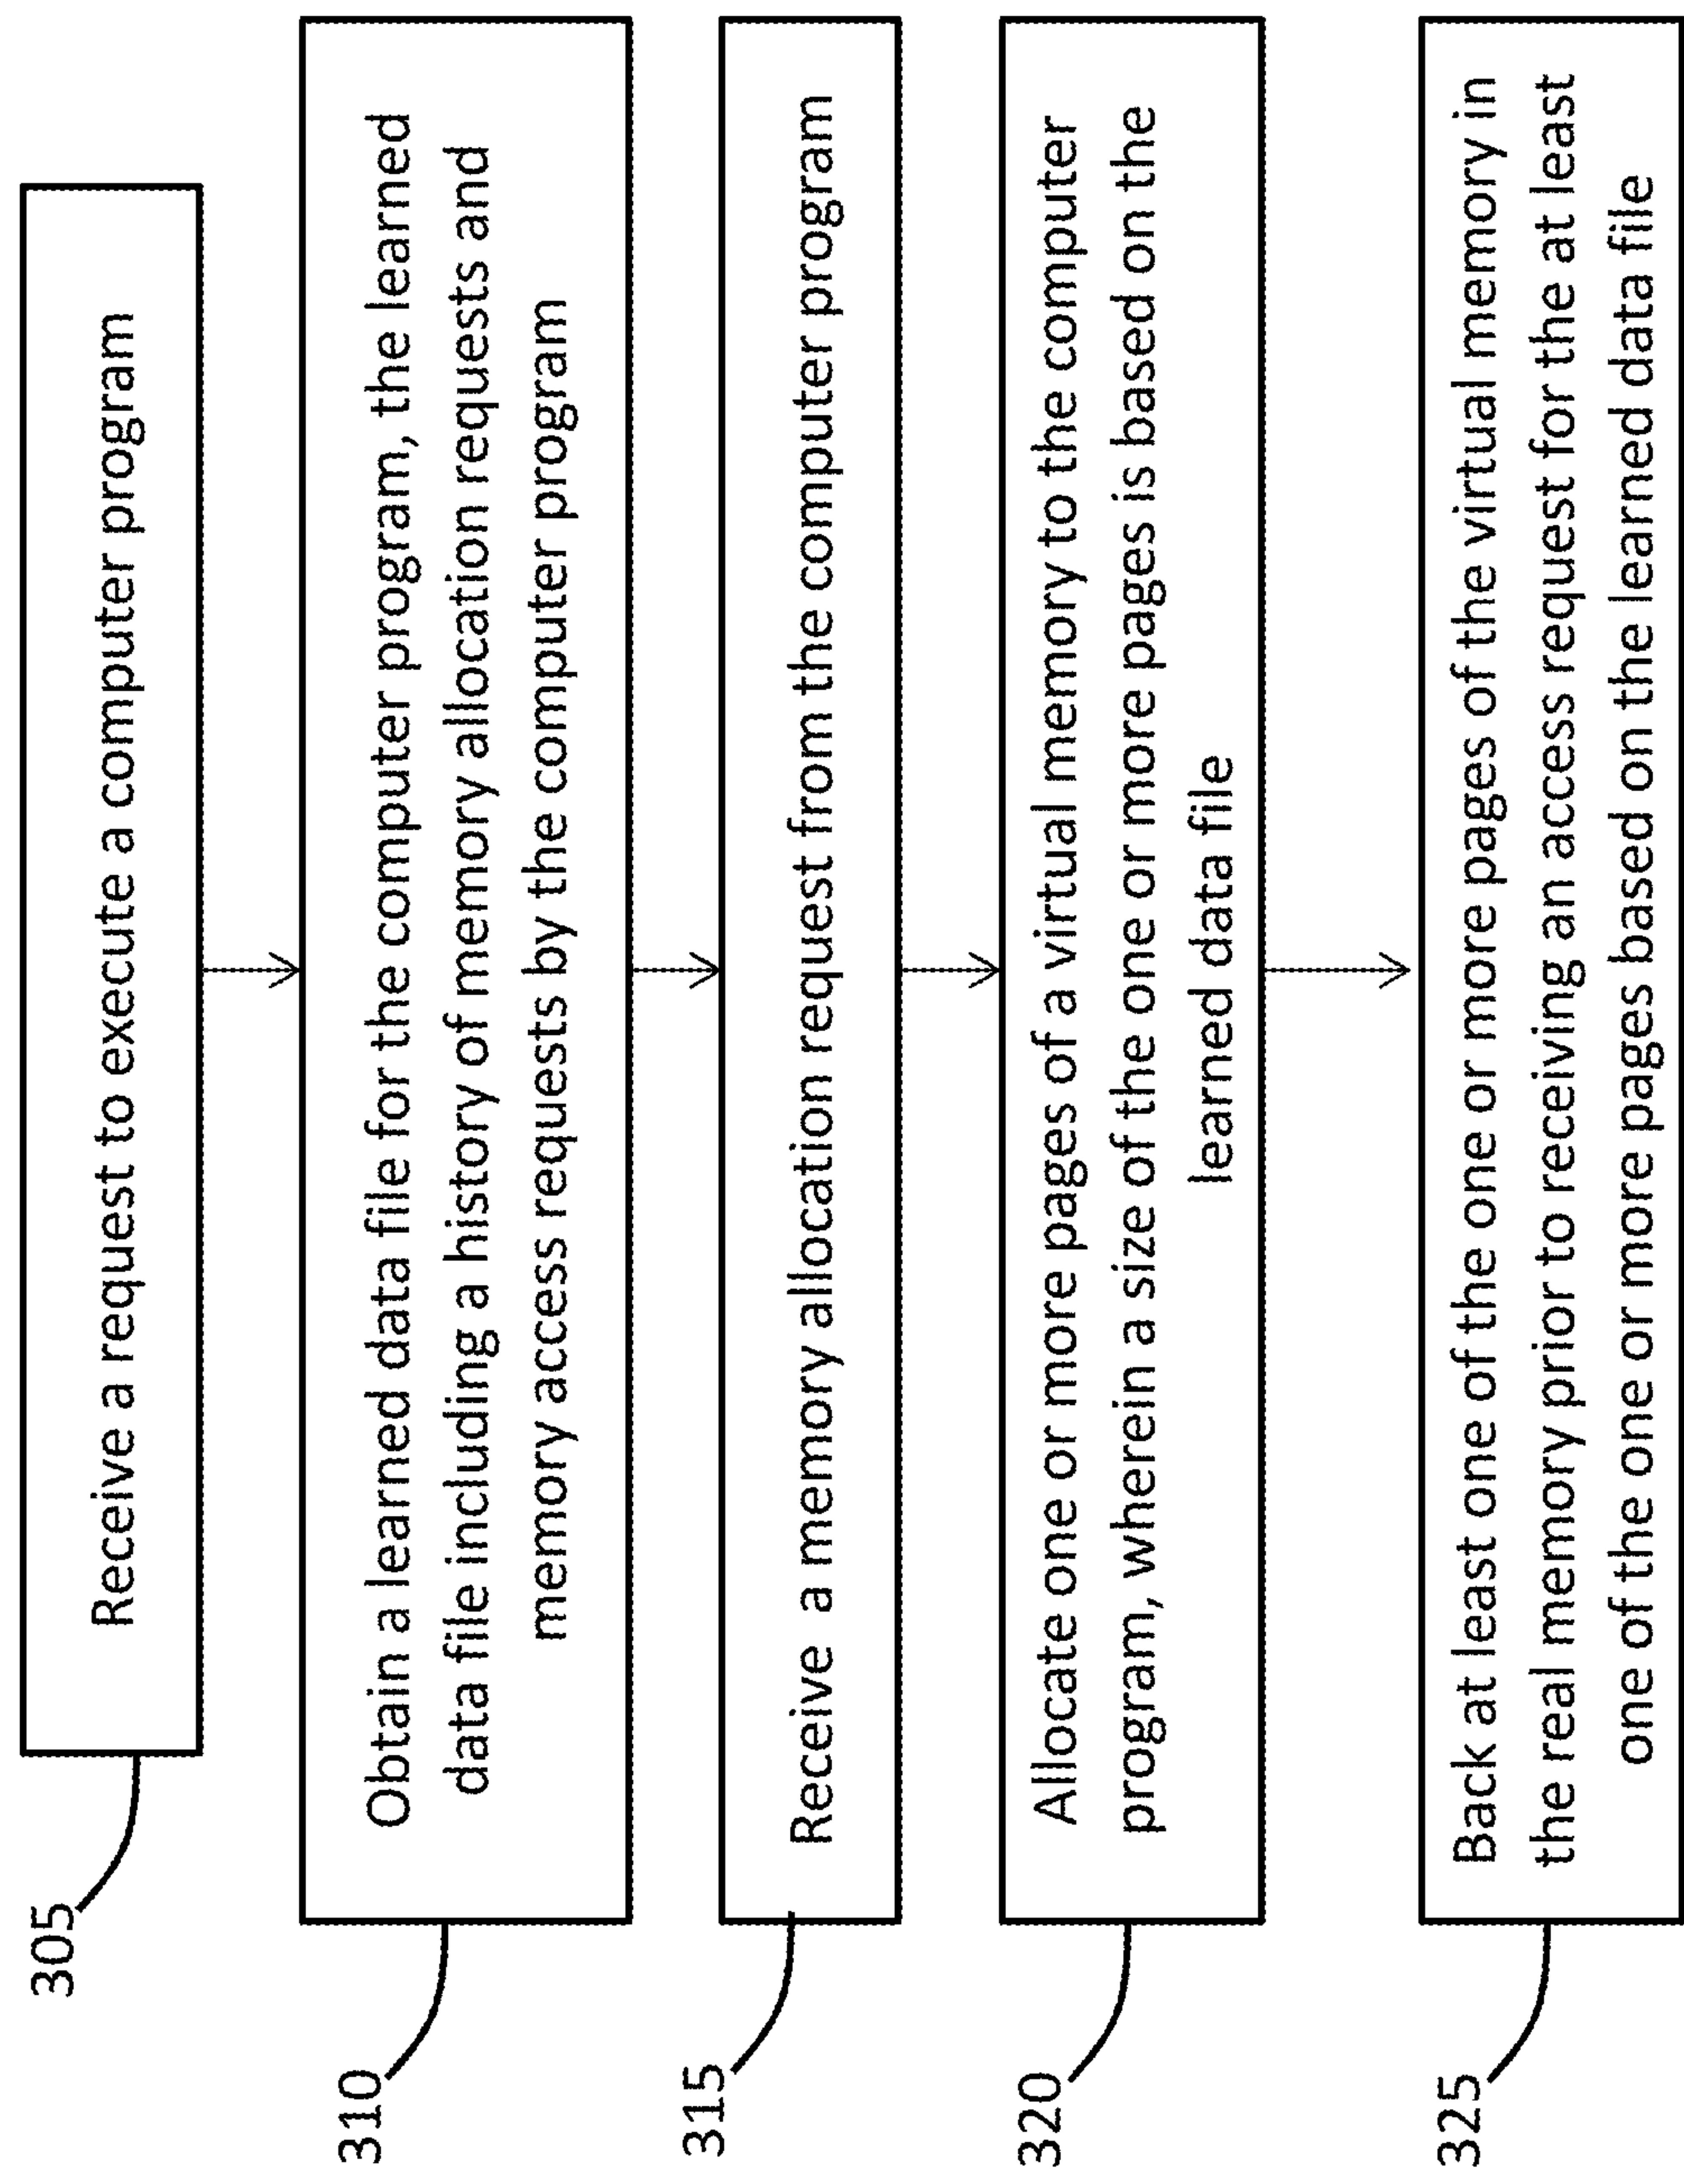 305
Receive a request to execute a computer program
310
Obtain a learned data file for the computer program, the learned
data file including a history of memory allocation requests and
memory access requests by the computer program
315
Receive a memory allocation request from the computer program
320
Allocate one or more pages of a virtual memory to the computer
program, wherein a size of the one or more pages is based on the
learned data file
325
Back at least one of the one or more pages of the virtual memory in
the real memory prior to receiving an access request for the at least
one of the one or more pages based on the learned data file